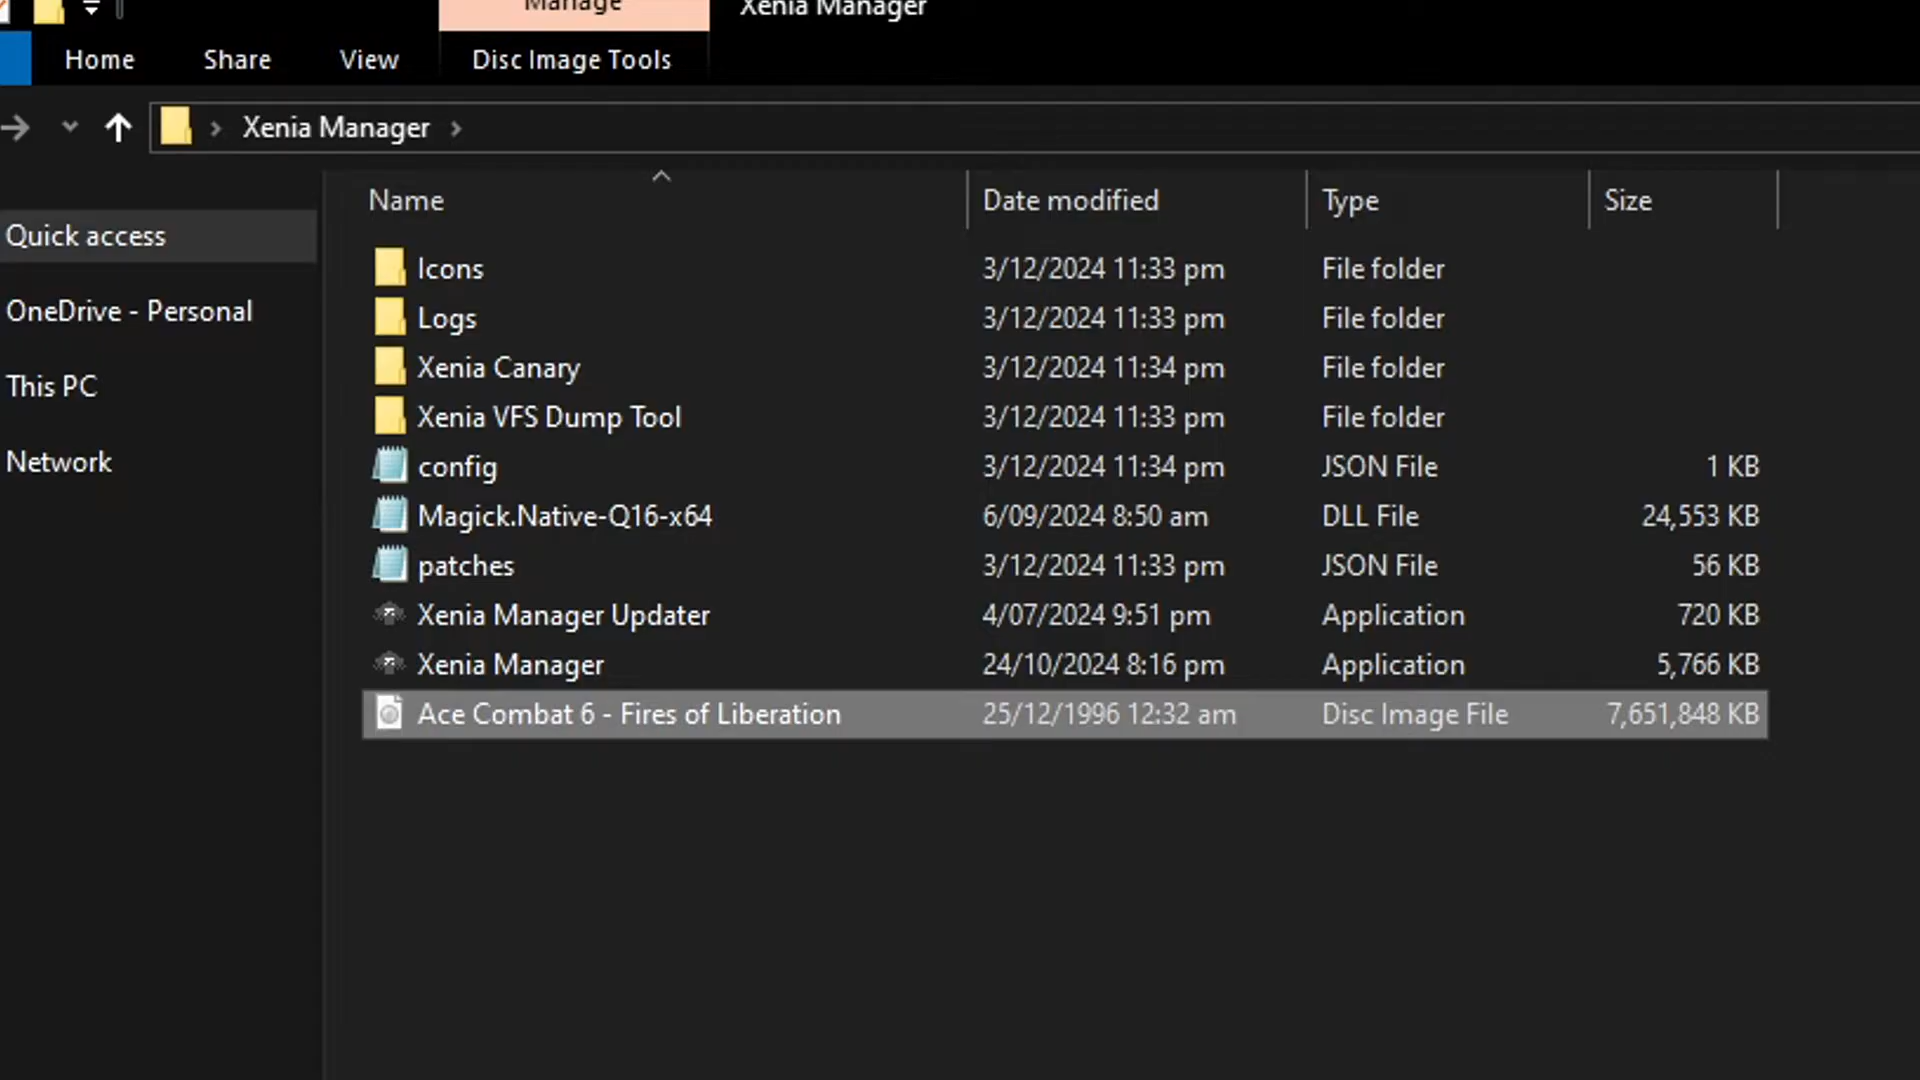 Manage
Xenia Manager
Home Share View Disc Image Tools
Xenia Manager
Name Date modified Type Size
Quick access
OneDrive - Personal
This PC
Network
Icons 3/12/2024 11:33 pm File folder
Logs 3/12/2024 11:33 pm File folder
Xenia Canary 3/12/2024 11:34 pm File folder
Xenia VFS Dump Tool 3/12/2024 11:33 pm File folder
config 3/12/2024 11:34 pm JSON File 1 KB
Magick.Native-Q16-x64 6/09/2024 8:50 am DLL File 24,553 KB
patches 3/12/2024 11:33 pm JSON File 56 KB
Xenia Manager Updater 4/07/2024 9:51 pm Application 720 KB
Xenia Manager 24/10/2024 8:16 pm Application 5,766 KB
Ace Combat 6 - Fires of Liberation 25/12/1996 12:32 am Disc Image File 7,651,848 KB